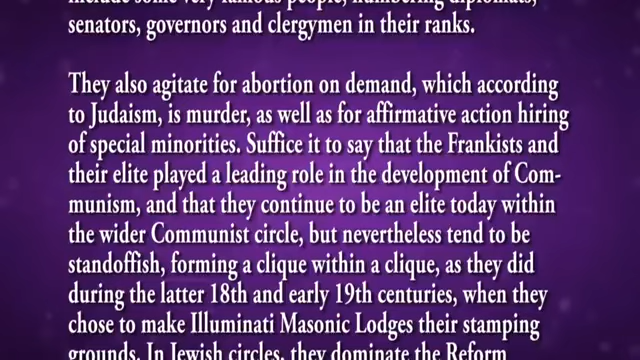 include some very famous people, numbering diplomats,
senators, governors and clergymen in their ranks.
They also agitate for abortion on demand, which according
to Judaism, is murder, as well as for affirmative action hiring
of special minorities. Suffice it to say that the Frankists and
their elite played a leading role in the development of Com-
munism, and that they continue to be an elite today within
the wider Communist circle, but nevertheless tend to be
standoffish, forming a clique within a clique, as they did
during the latter 18th and early 19th centuries, when they
chose to make Illuminati Masonic Lodges their stamping
grounds. In Jewish circles, they dominate the Reform